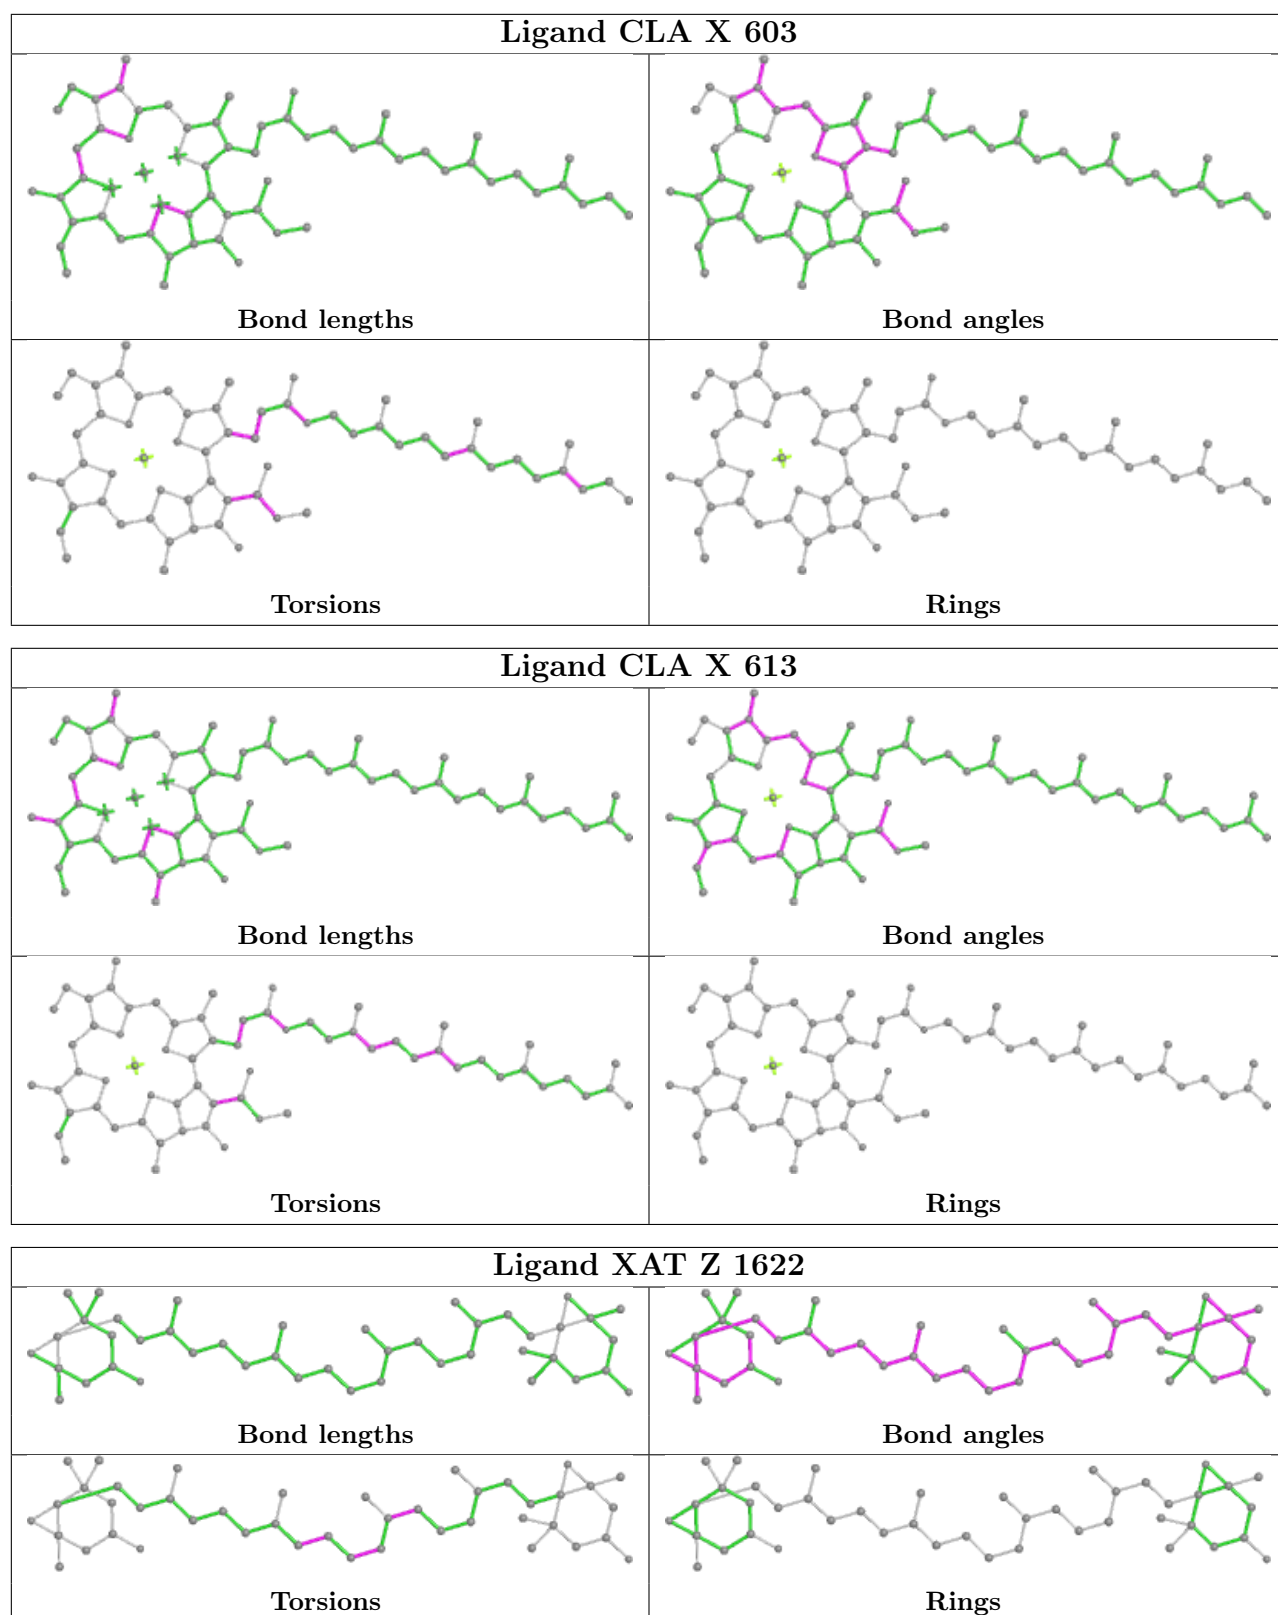 Ligand CLA X 603
Bond lengths
Bond angles
Torsions
Rings
Ligand CLA X 613
Bond lengths
Bond angles
Torsions
Rings
Ligand XAT Z 1622
Bond lengths
Bond angles
Torsions
Rings